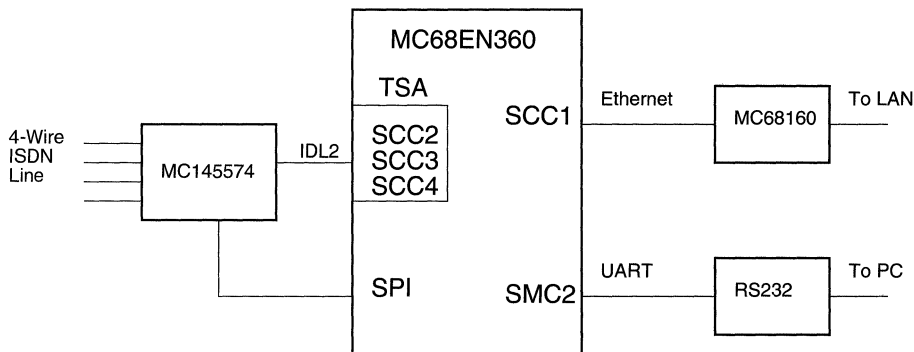 MC68EN360
TSA
SCC2
SCC3
SCC4
SPI
SCC1
SMC2
4-Wire
ISDN
Line
MC145574
IDL2
Ethernet
MC68160
To LAN
UART
RS232
To PC